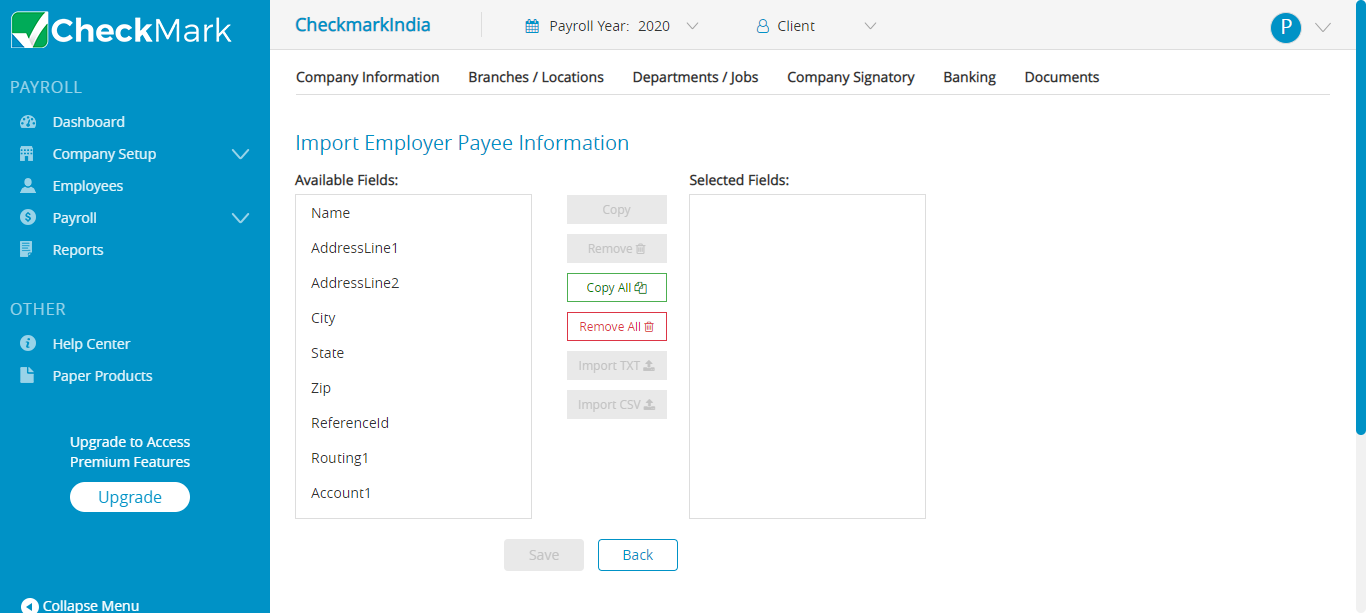 CheckMark
PAYROLL
Dashboard
Company Setup
Employees
Payroll
Reports
OTHER
Help Center
Paper Products
Upgrade to Access
Premium Features
Upgrade
Collapse Menu
CheckmarkIndia
Payroll Year: 2020
Client
P
Company Information Branches / Locations Departments / Jobs Company Signatory Banking Documents
Import Employer Payee Information
Available Fields:
Name
AddressLine1
AddressLine2
City
State
Zip
ReferenceId
Routing1
Account1
Copy
Remove
Copy All
Remove All
Import TXT
Import CSV
Selected Fields:
Save
Back